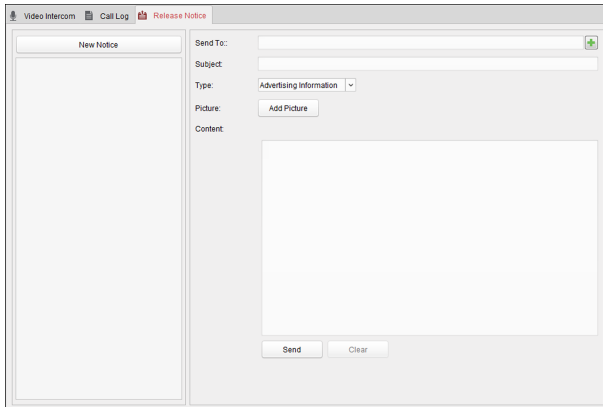 Video Intercom Call Log Release Notice
New Notice
Send To::
Subject:
Type: Advertising Information
Picture: Add Picture
Content:
Send Clear